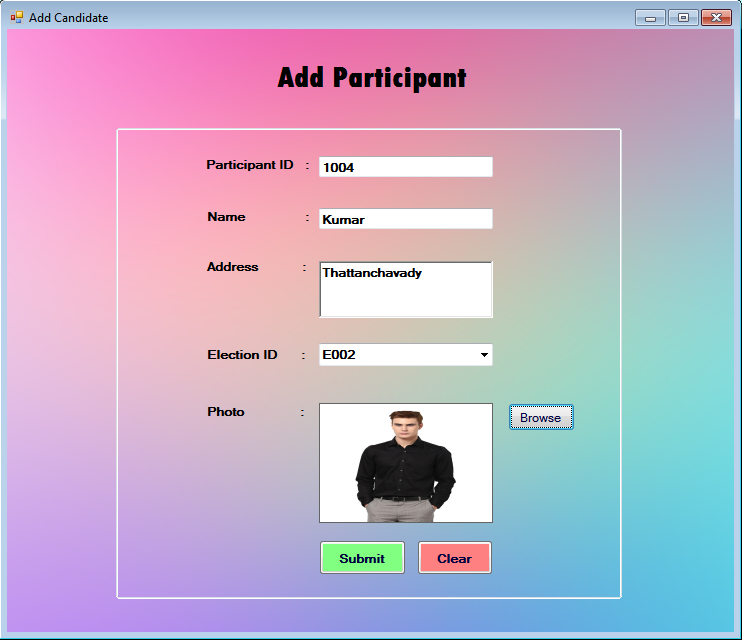 Add Candidate
Add Participant
Participant ID : 1004
Name : Kumar
Address : Thattanchavady
Election ID : E002
Photo : Browse
Submit Clear